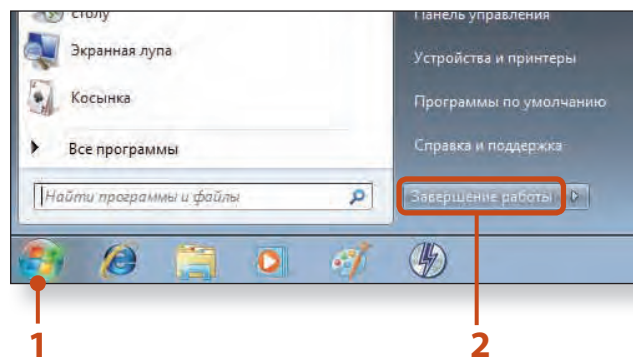 столу
Панель управления
Экранная лупа
Устройства и принтеры
Косынка
Программы по умолчанию
Все программы
Справка и поддержка
Найти программы и файлы
Завершение работы
1
2